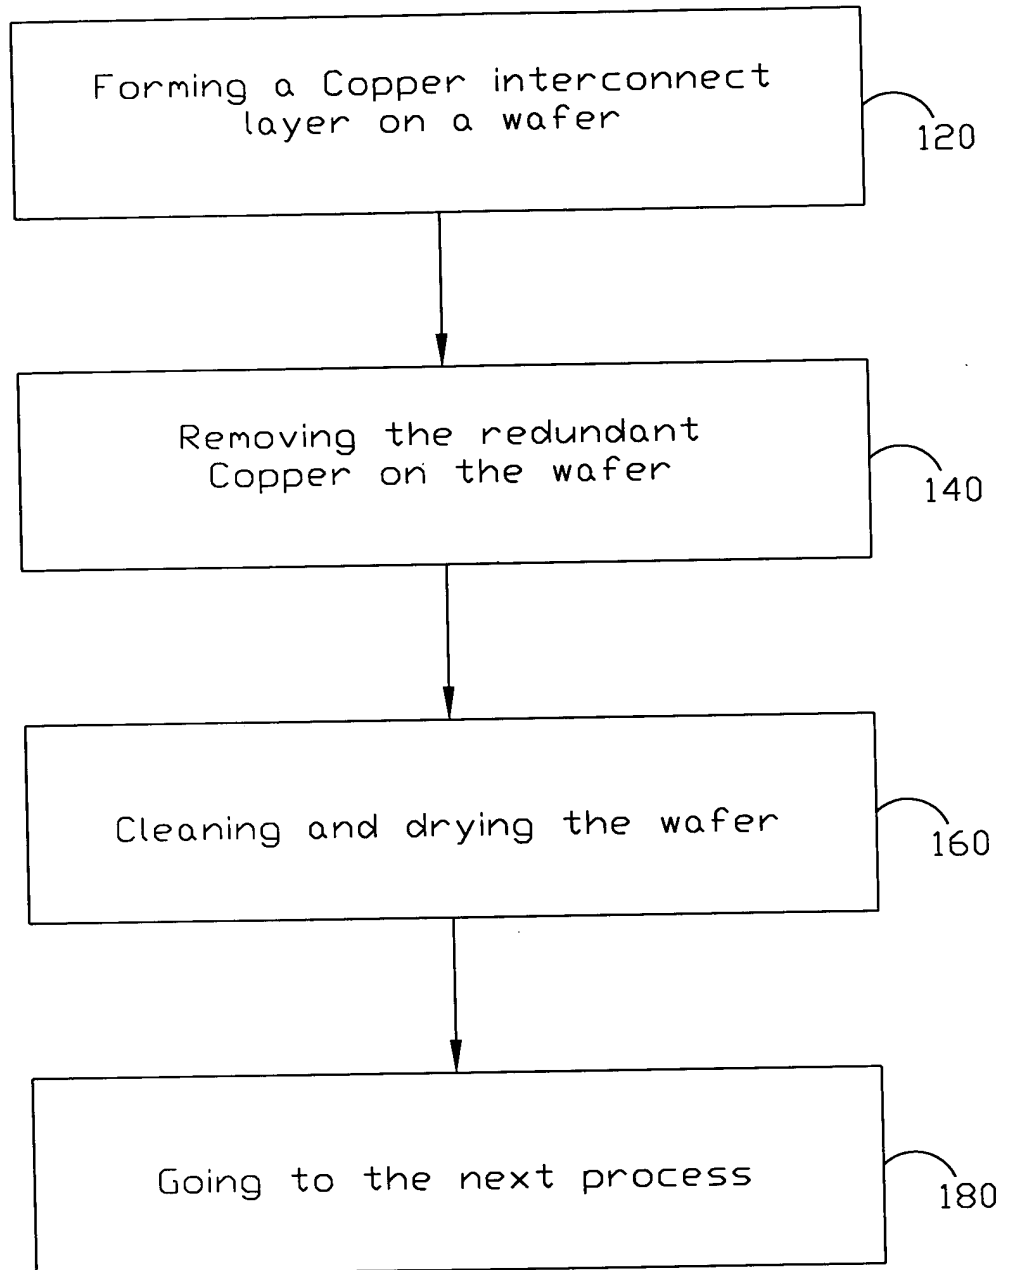 Forming a Copper interconnect
layer on a wafer
120
Removing the redundant
Copper on the wafer
140
Cleaning and drying the wafer
160
Going to the next process
180